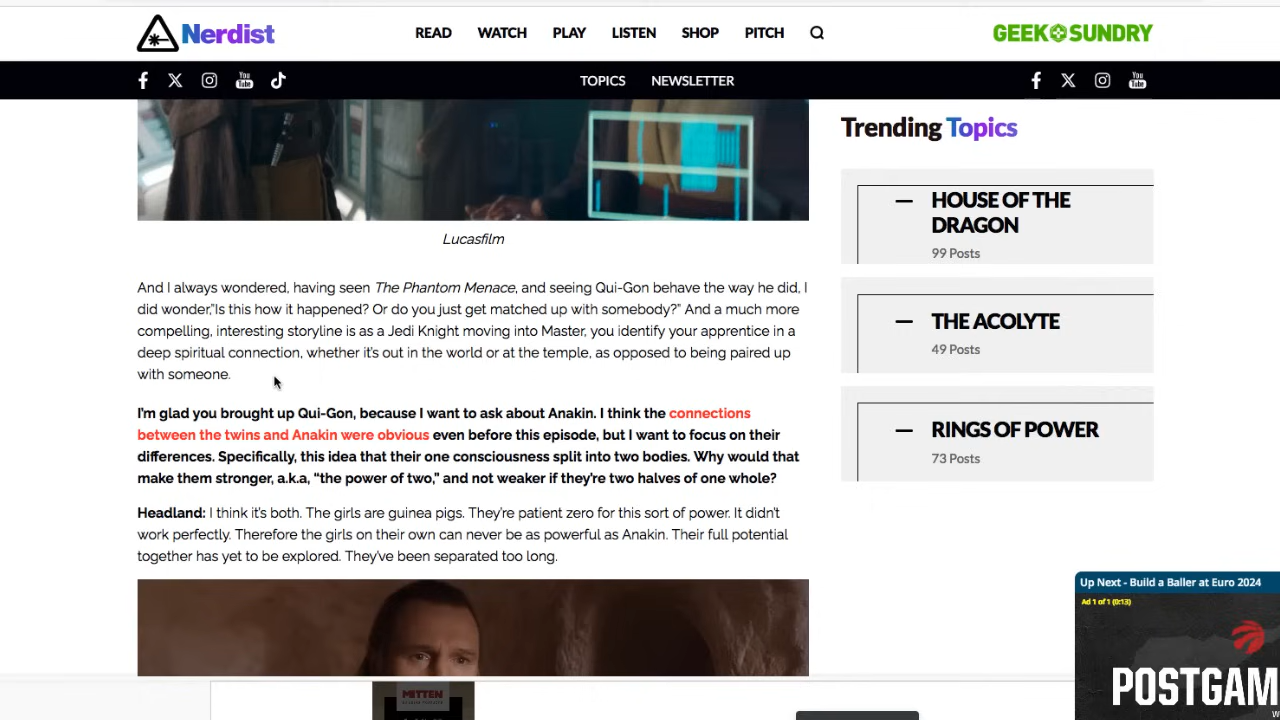 Nerdist
READ WATCH PLAY LISTEN SHOP PITCH
GEEK SUNDRY
You Tube
TOPICS NEWSLETTER
You Tube
Lucasfilm
And I always wondered, having seen The Phantom Menace, and seeing Qui-Gon behave the way he did, I
did wonder,"Is this how it happened? Or do you just get matched up with somebody?" And a much more
compelling, interesting storyline is as a Jedi Knight moving into Master, you identify your apprentice in a
deep spiritual connection, whether it's out in the world or at the temple, as opposed to being paired up
with someone.
I'm glad you brought up Qui-Gon, because I want to ask about Anakin. I think the connections
between the twins and Anakin were obvious even before this episode, but I want to focus on their
differences. Specifically, this idea that their one consciousness split into two bodies. Why would that
make them stronger, a.k.a, "the power of two," and not weaker if they're two halves of one whole?
Headland: I think it's both. The girls are guinea pigs. They're patient zero for this sort of power. It didn't
work perfectly. Therefore the girls on their own can never be as powerful as Anakin. Their full potential
together has yet to be explored. They've been separated too long.
Trending Topics
HOUSE OF THE
DRAGON
99 Posts
THE ACOLYTE
49 Posts
RINGS OF POWER
73 Posts
Up Next - Build a Baller at Euro 2024
Ad 1 of 1 (0:13)
POSTGAM
MITTEN